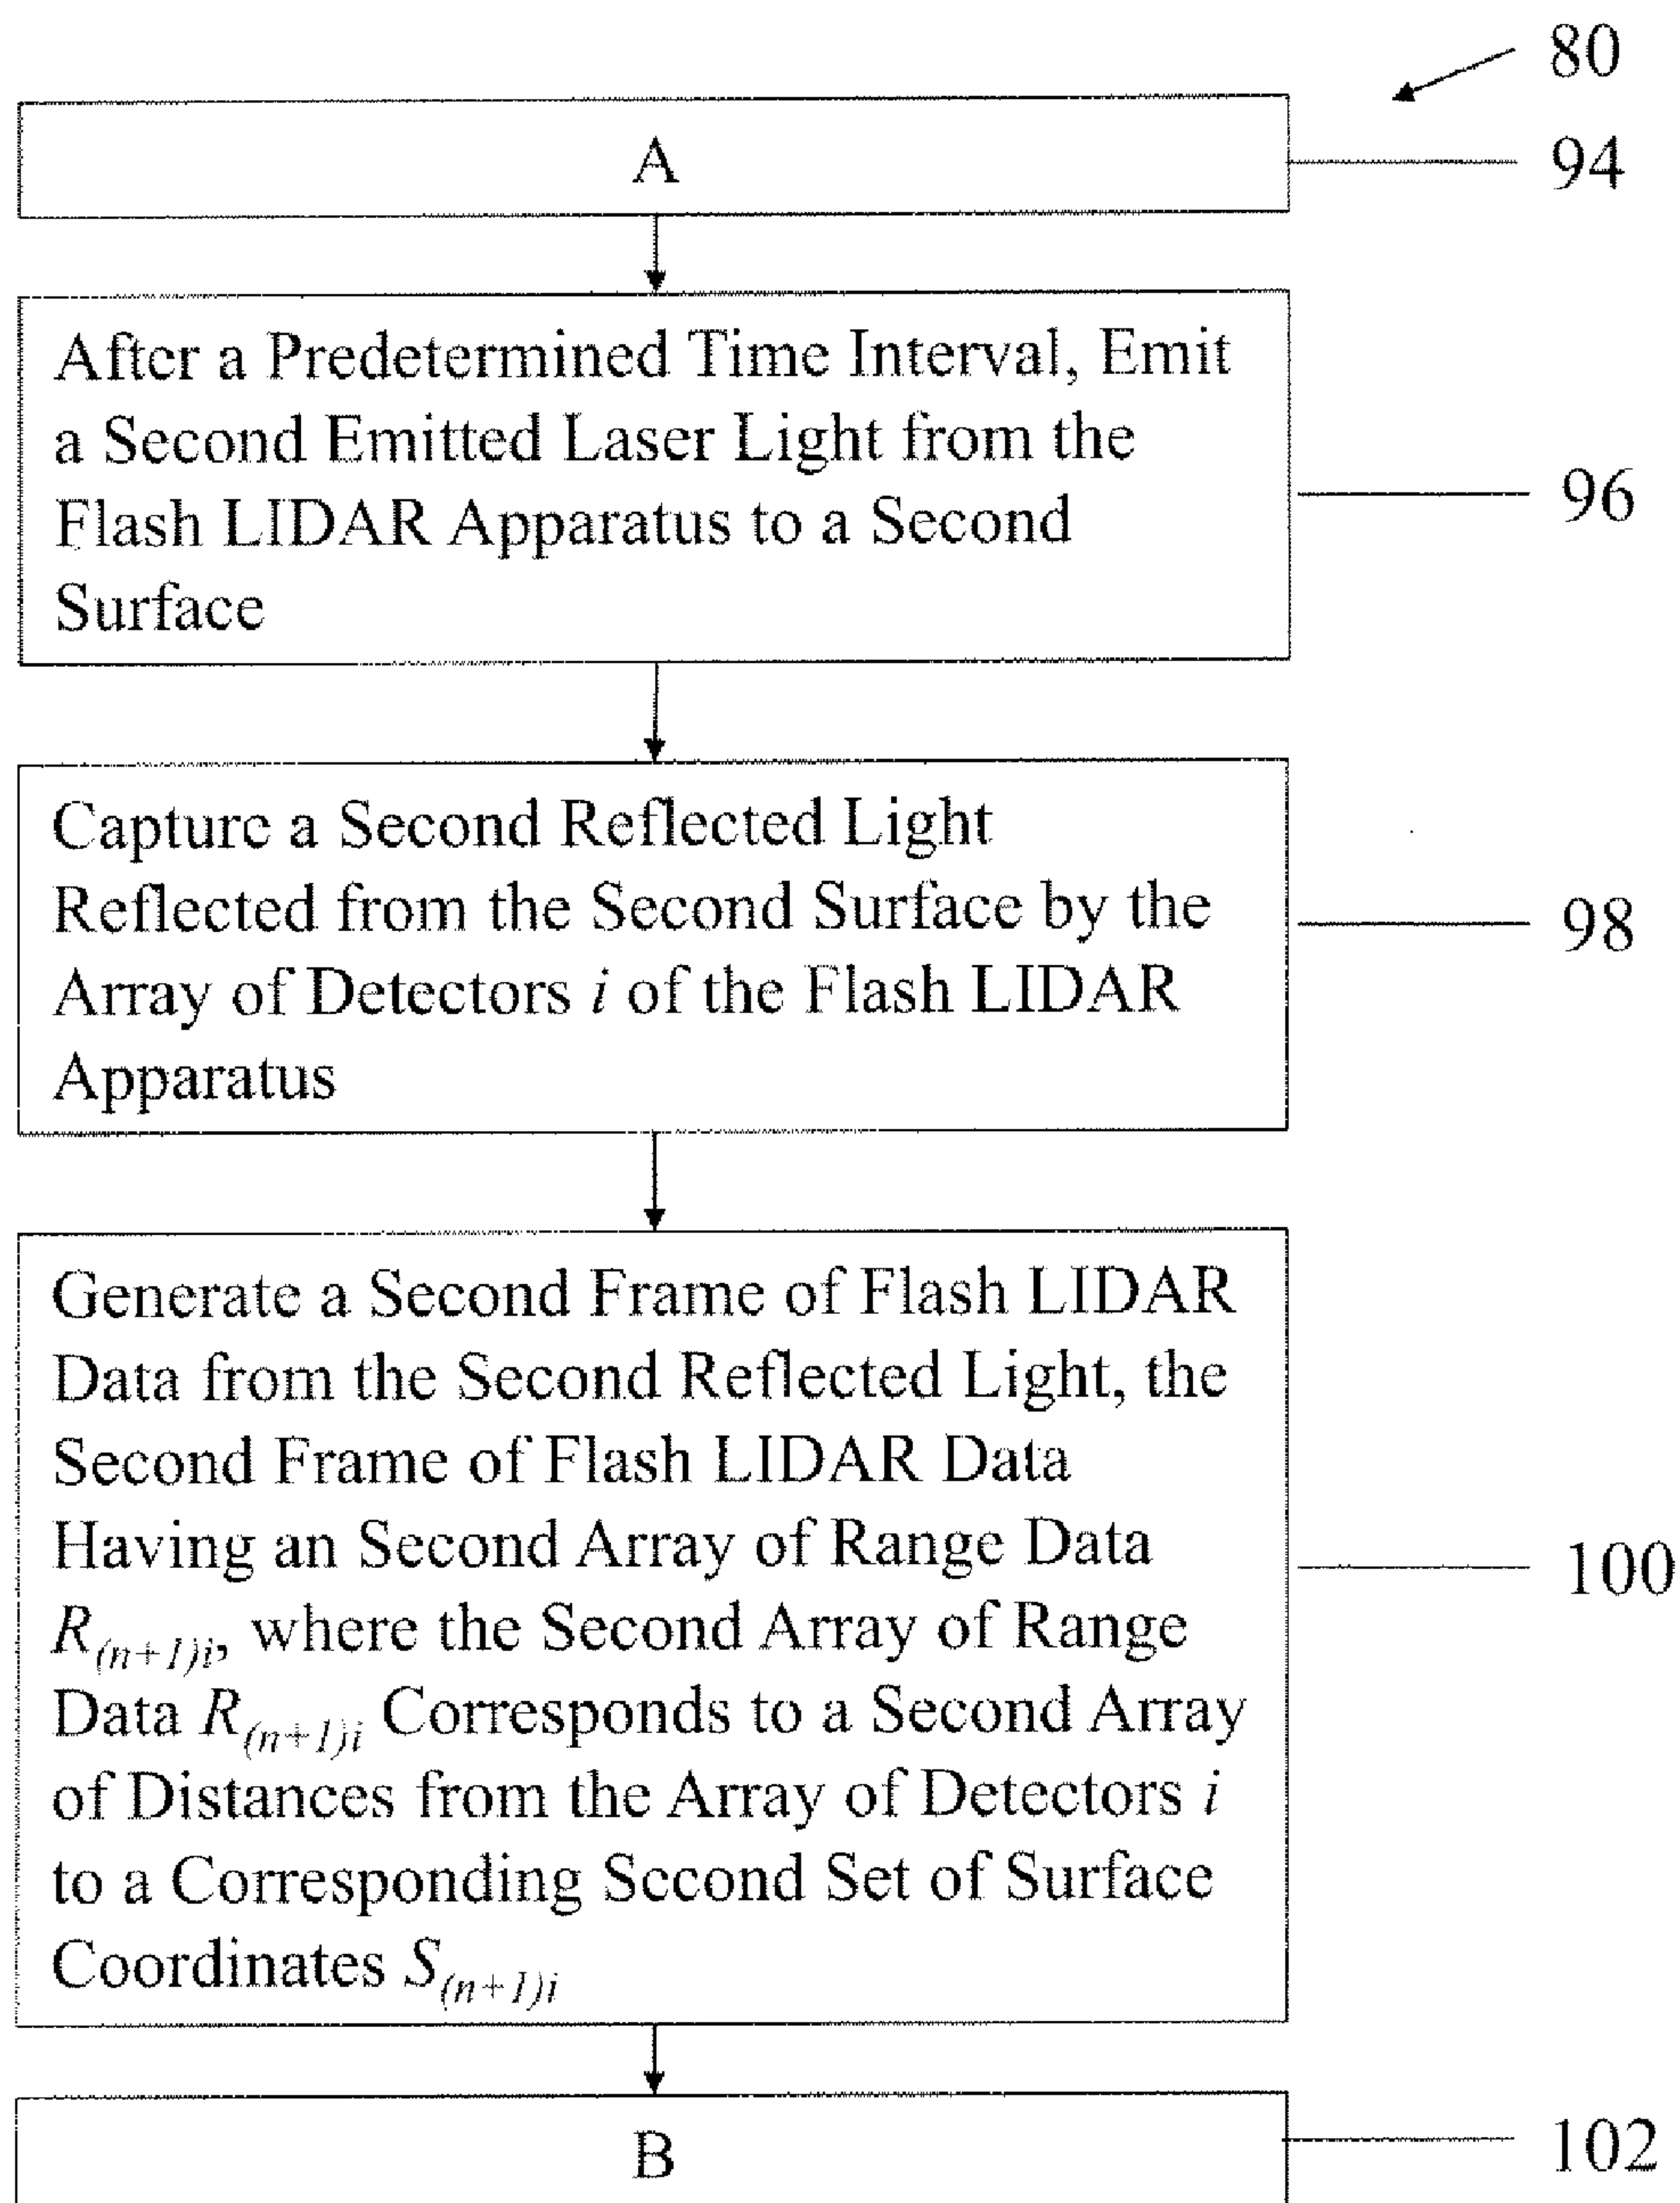 80
A
94
After a Predetermined Time Interval, Emit
a Second Emitted Laser Light from the
Flash LIDAR Apparatus to a Second
Surface
96
Capture a Second Reflected Light
Reflected from the Second Surface by the
Array of Detectors i of the Flash LIDAR
Apparatus
98
Generate a Second Frame of Flash LIDAR
Data from the Second Reflected Light, the
Second Frame of Flash LIDAR Data
Having an Second Array of Range Data
R(n+1)i, where the Second Array of Range
Data R(n+1)i Corresponds to a Second Array
of Distances from the Array of Detectors i
to a Corresponding Second Set of Surface
Coordinates S(n+1)i
100
B
102